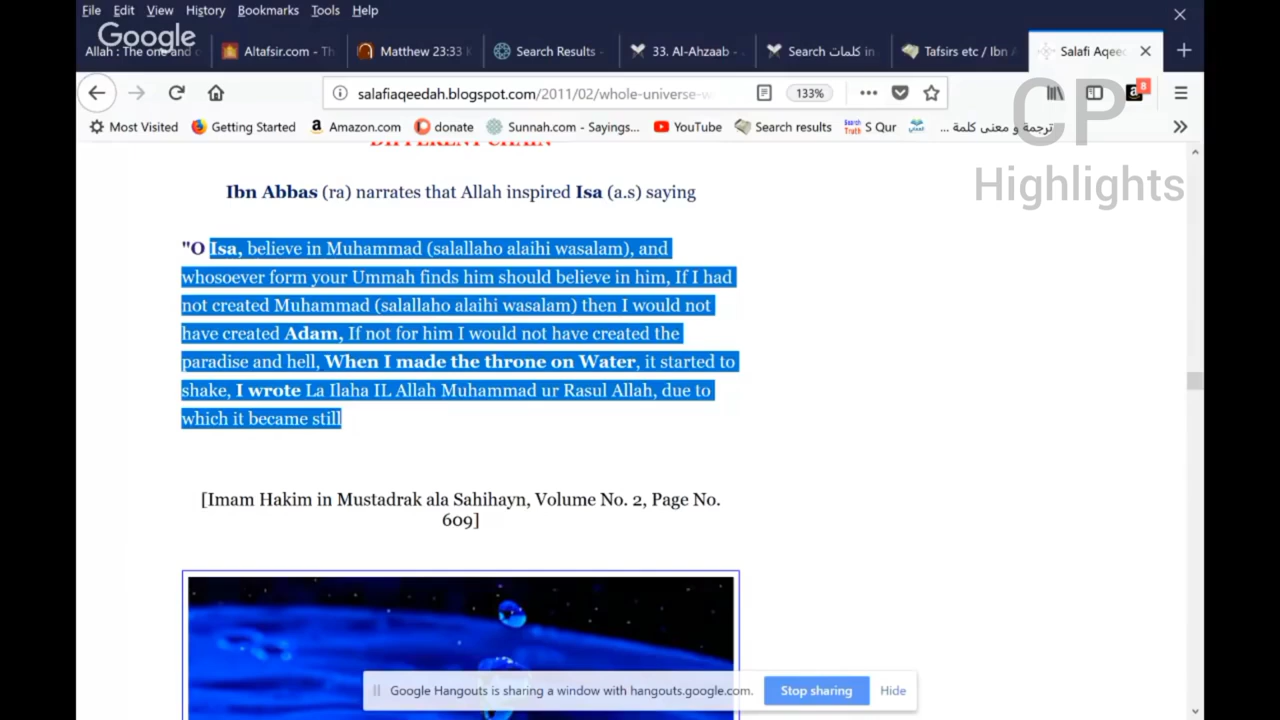 File Edit View History Bookmarks Tools Help
Google
Allah : The one and o
Altafsir.com - Th
Matthew 23:33 K
Search Results -
33. Al-Ahzaab -
Search كلمات in
Tafsirs etc / Ibn A
Salafi Aqee
salafiaqeedah.blogspot.com/2011/02/whole-universe-w
133%
8
CP
Highlights
Most Visited Getting Started Amazon.com donate Sunnah.com - Sayings... YouTube Search results S Qur ترجمة و معنى كلمة ...
DIFFERENT CHAIN
Ibn Abbas (ra) narrates that Allah inspired Isa (a.s) saying
"O Isa, believe in Muhammad (salallaho alaihi wasalam), and
whosoever form your Ummah finds him should believe in him, If I had
not created Muhammad (salallaho alaihi wasalam) then I would not
have created Adam, If not for him I would not have created the
paradise and hell, When I made the throne on Water, it started to
shake, I wrote La Ilaha IL Allah Muhammad ur Rasul Allah, due to
which it became still
[Imam Hakim in Mustadrak ala Sahihayn, Volume No. 2, Page No.
609]
Google Hangouts is sharing a window with hangouts.google.com. Stop sharing Hide